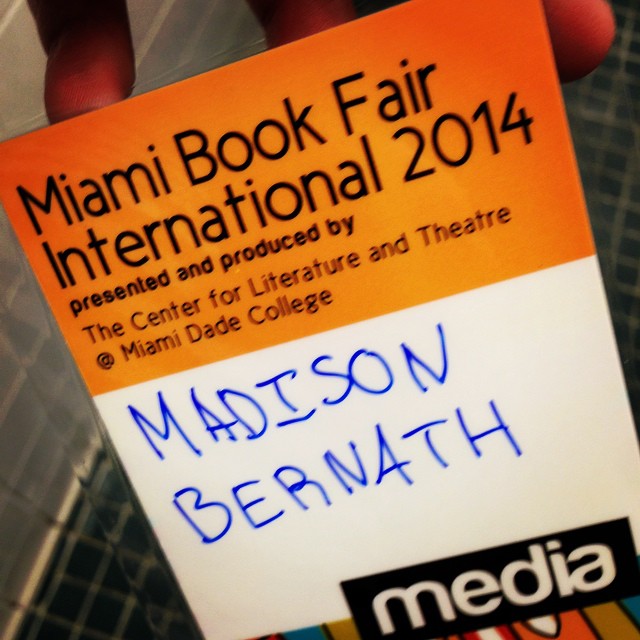 Miami Book Fair
International 2014
presented and produced by
The Center for Literature and Theatre
@ Miami Dade College
MADISON
BERNATH
media